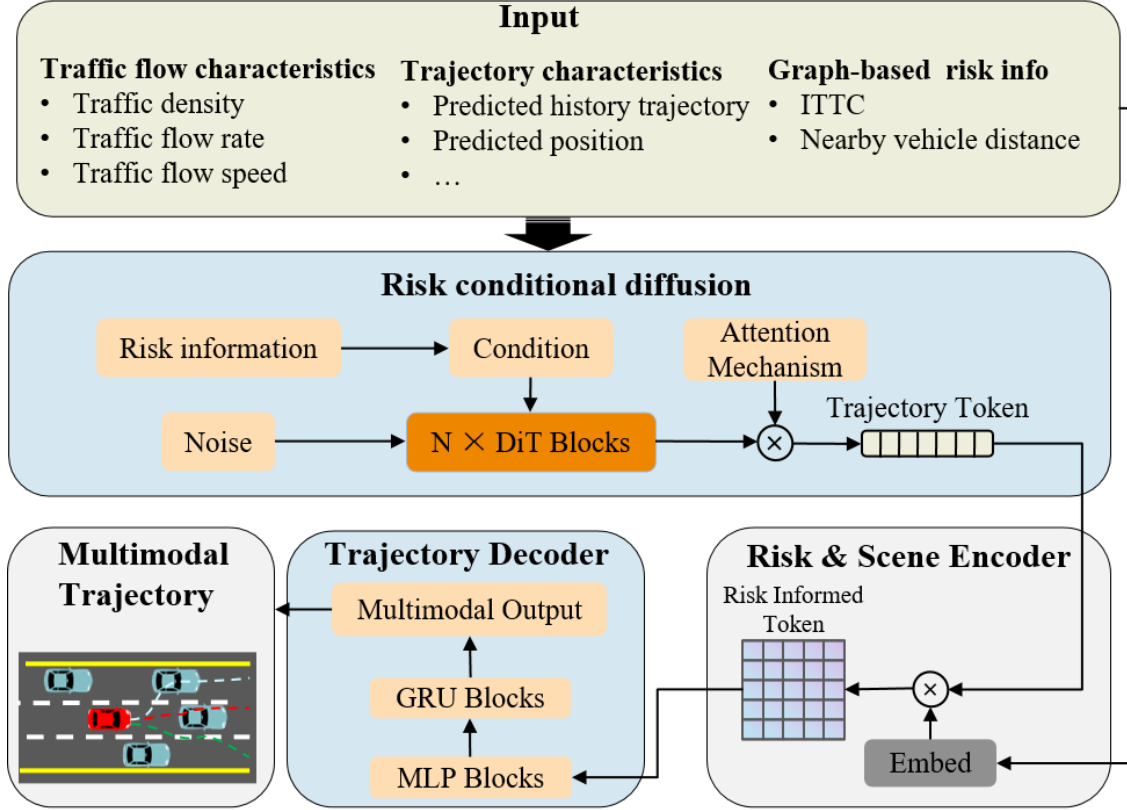 Input
Traffic flow characteristics
• Traffic density
• Traffic flow rate
• Traffic flow speed
Trajectory characteristics
• Predicted history trajectory
• Predicted position
• …
Graph-based risk info
• ITTC
• Nearby vehicle distance
Risk conditional diffusion
Risk information
Condition
Attention
Mechanism
Noise
N × DiT Blocks
×
Trajectory Token
Multimodal
Trajectory
Trajectory Decoder
Multimodal Output
GRU Blocks
MLP Blocks
Risk & Scene Encoder
Risk Informed
Token
×
Embed